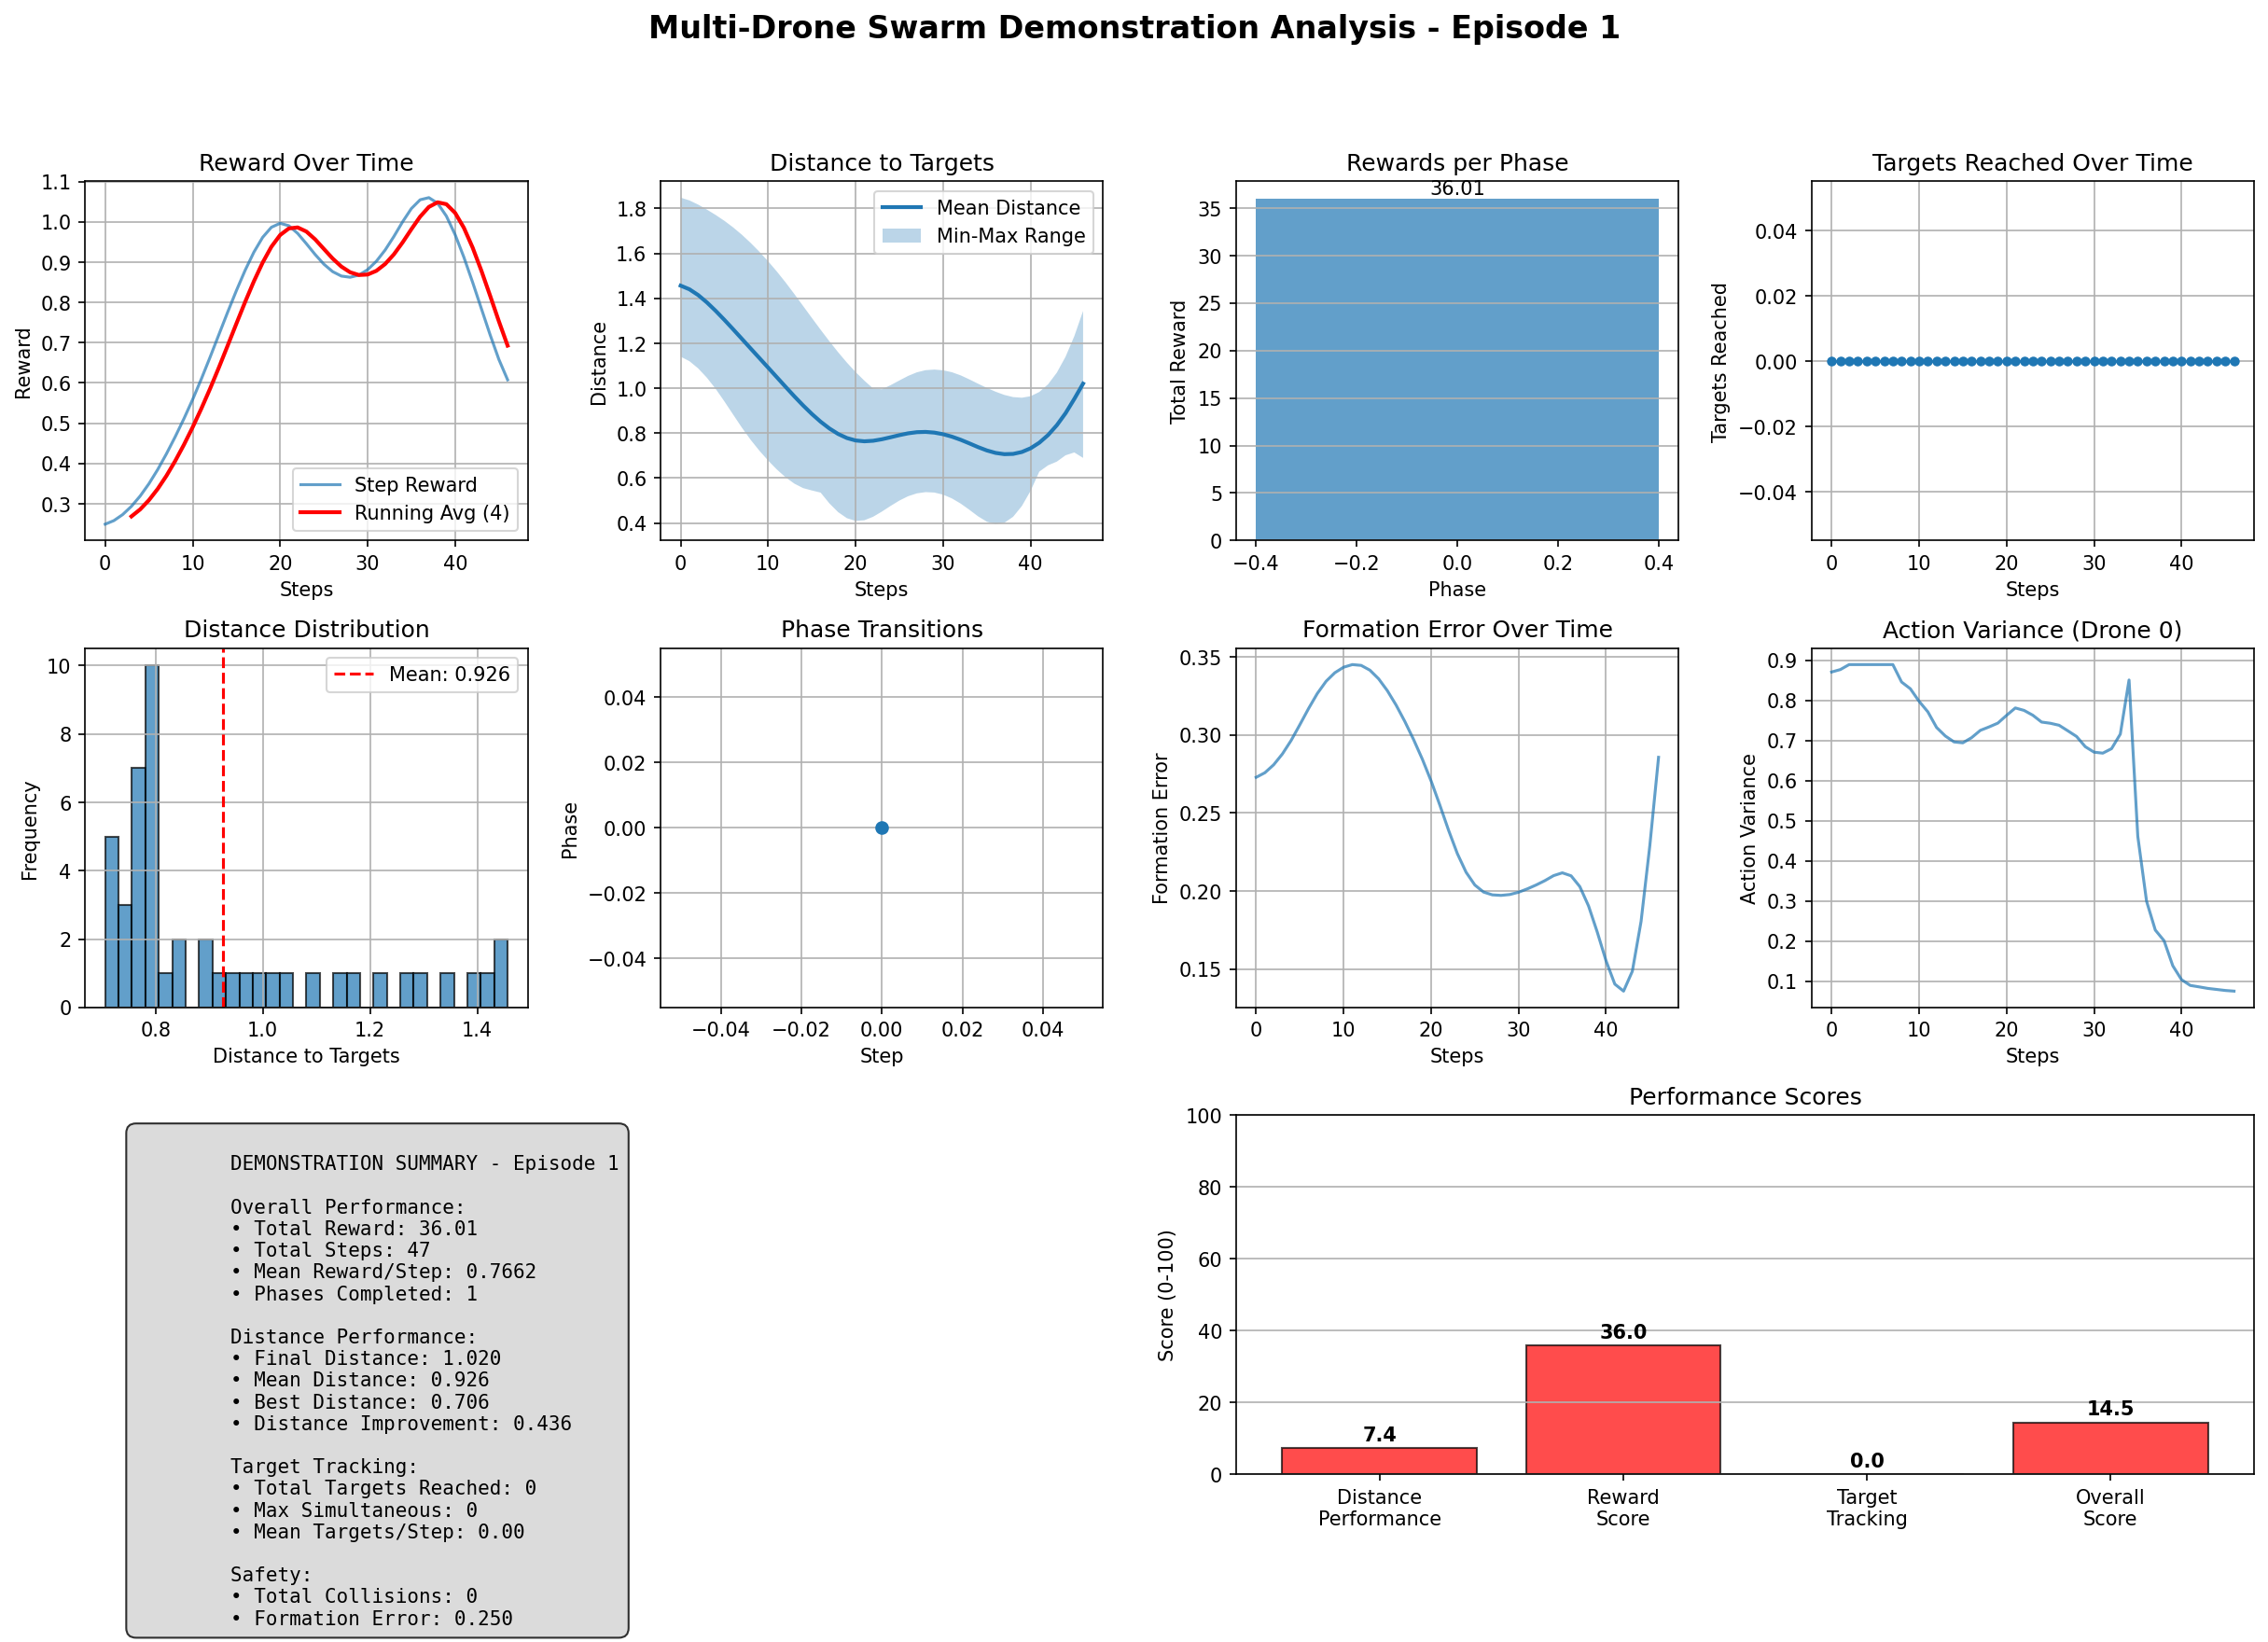 Multi-Drone Swarm Demonstration Analysis - Episode 1
Reward Over Time
1.1
1.0
0.9
0.8
0.7
0.6
0.5
0.4
0.3
Reward
Step Reward
Running Avg (4)
0 10 20 30 40
Steps
Distance to Targets
1.8
1.6
1.4
1.2
1.0
0.8
0.6
0.4
Distance
Mean Distance
Min-Max Range
0 10 20 30 40
Steps
Rewards per Phase
36.01
35
30
25
20
15
10
5
0
Total Reward
−0.4 −0.2 0.0 0.2 0.4
Phase
Targets Reached Over Time
0.04
0.02
0.00
−0.02
−0.04
Targets Reached
0 10 20 30 40
Steps
Distance Distribution
10
8
6
4
2
0
Frequency
Mean: 0.926
0.8 1.0 1.2 1.4
Distance to Targets
Phase Transitions
0.04
0.02
0.00
−0.02
−0.04
Phase
−0.04 −0.02 0.00 0.02 0.04
Step
Formation Error Over Time
0.35
0.30
0.25
0.20
0.15
Formation Error
0 10 20 30 40
Steps
Action Variance (Drone 0)
0.9
0.8
0.7
0.6
0.5
0.4
0.3
0.2
0.1
Action Variance
0 10 20 30 40
Steps
DEMONSTRATION SUMMARY - Episode 1
Overall Performance:
• Total Reward: 36.01
• Total Steps: 47
• Mean Reward/Step: 0.7662
• Phases Completed: 1
Distance Performance:
• Final Distance: 1.020
• Mean Distance: 0.926
• Best Distance: 0.706
• Distance Improvement: 0.436
Target Tracking:
• Total Targets Reached: 0
• Max Simultaneous: 0
• Mean Targets/Step: 0.00
Safety:
• Total Collisions: 0
• Formation Error: 0.250
Performance Scores
100
80
60
40
20
0
Score (0-100)
7.4
36.0
0.0
14.5
Distance
Performance
Reward
Score
Target
Tracking
Overall
Score